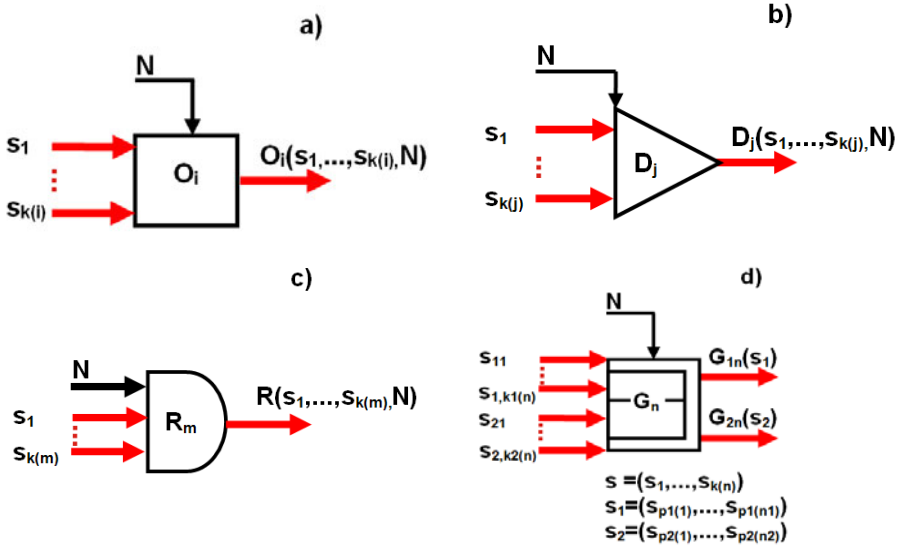 a)
N
s1
Oi
Oi(s1,...,sk(i),N)
sk(i)
b)
N
s1
Dj
Dj(s1,...,sk(j),N)
sk(j)
c)
N
s1
Rm
R(s1,...,sk(m),N)
sk(m)
d)
N
s11
G1n(s1)
s1,k1(n)
Gn
s21
G2n(s2)
s2,k2(n)
s =(s1,...,sk(n))
s1=(sp1(1),...,sp1(n1))
s2=(sp2(1),...,sp2(n2))